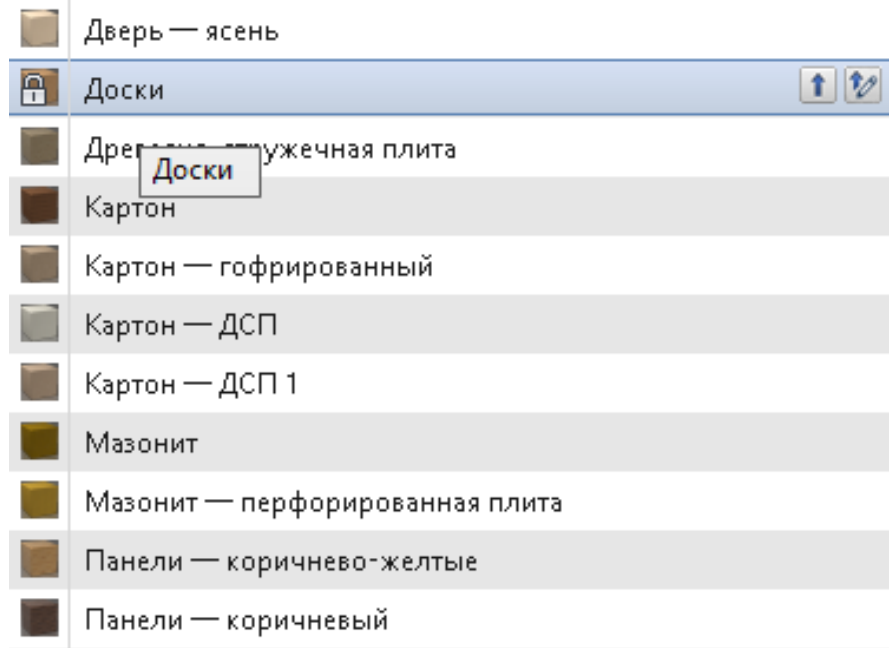 Дверь — ясень
Доски
плита
Доски
Картон
Картон — гофрированный
Картон — ДСП
Картон — ДСП 1
Мазонит
Мазонит — перфорированная плита
Панели — коричнево-желтые
Панели — коричневый